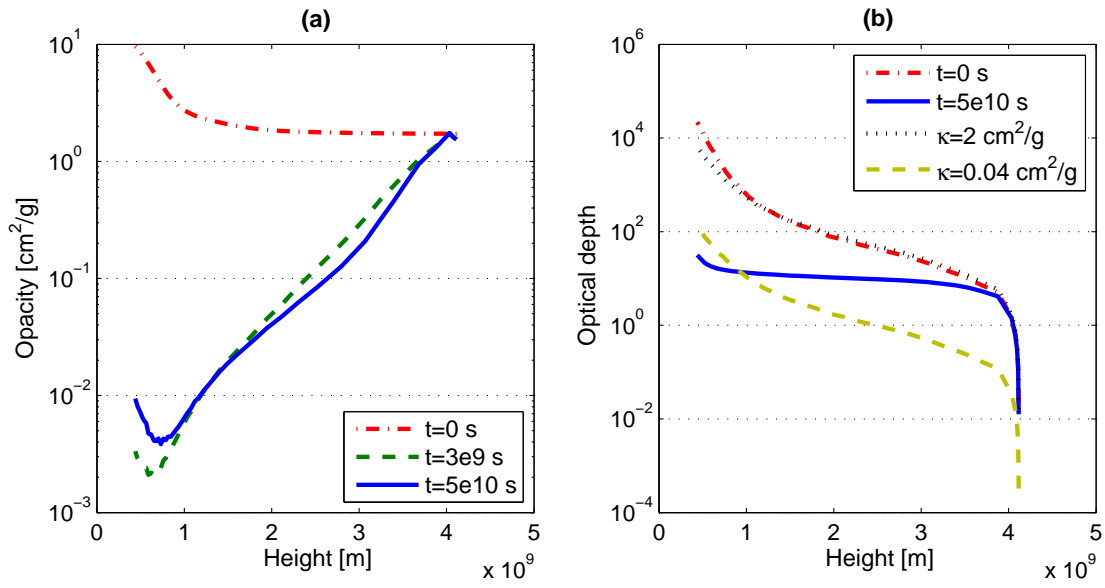 (a)
10^1
10^0
10^-1
10^-2
10^-3
Opacity [cm^2/g]
t=0 s
t=3e9 s
t=5e10 s
0 1 2 3 4 5
Height [m]
x 10^9
(b)
10^6
10^4
10^2
10^0
10^-2
10^-4
Optical depth
t=0 s
t=5e10 s
κ=2 cm^2/g
κ=0.04 cm^2/g
0 1 2 3 4 5
Height [m]
x 10^9